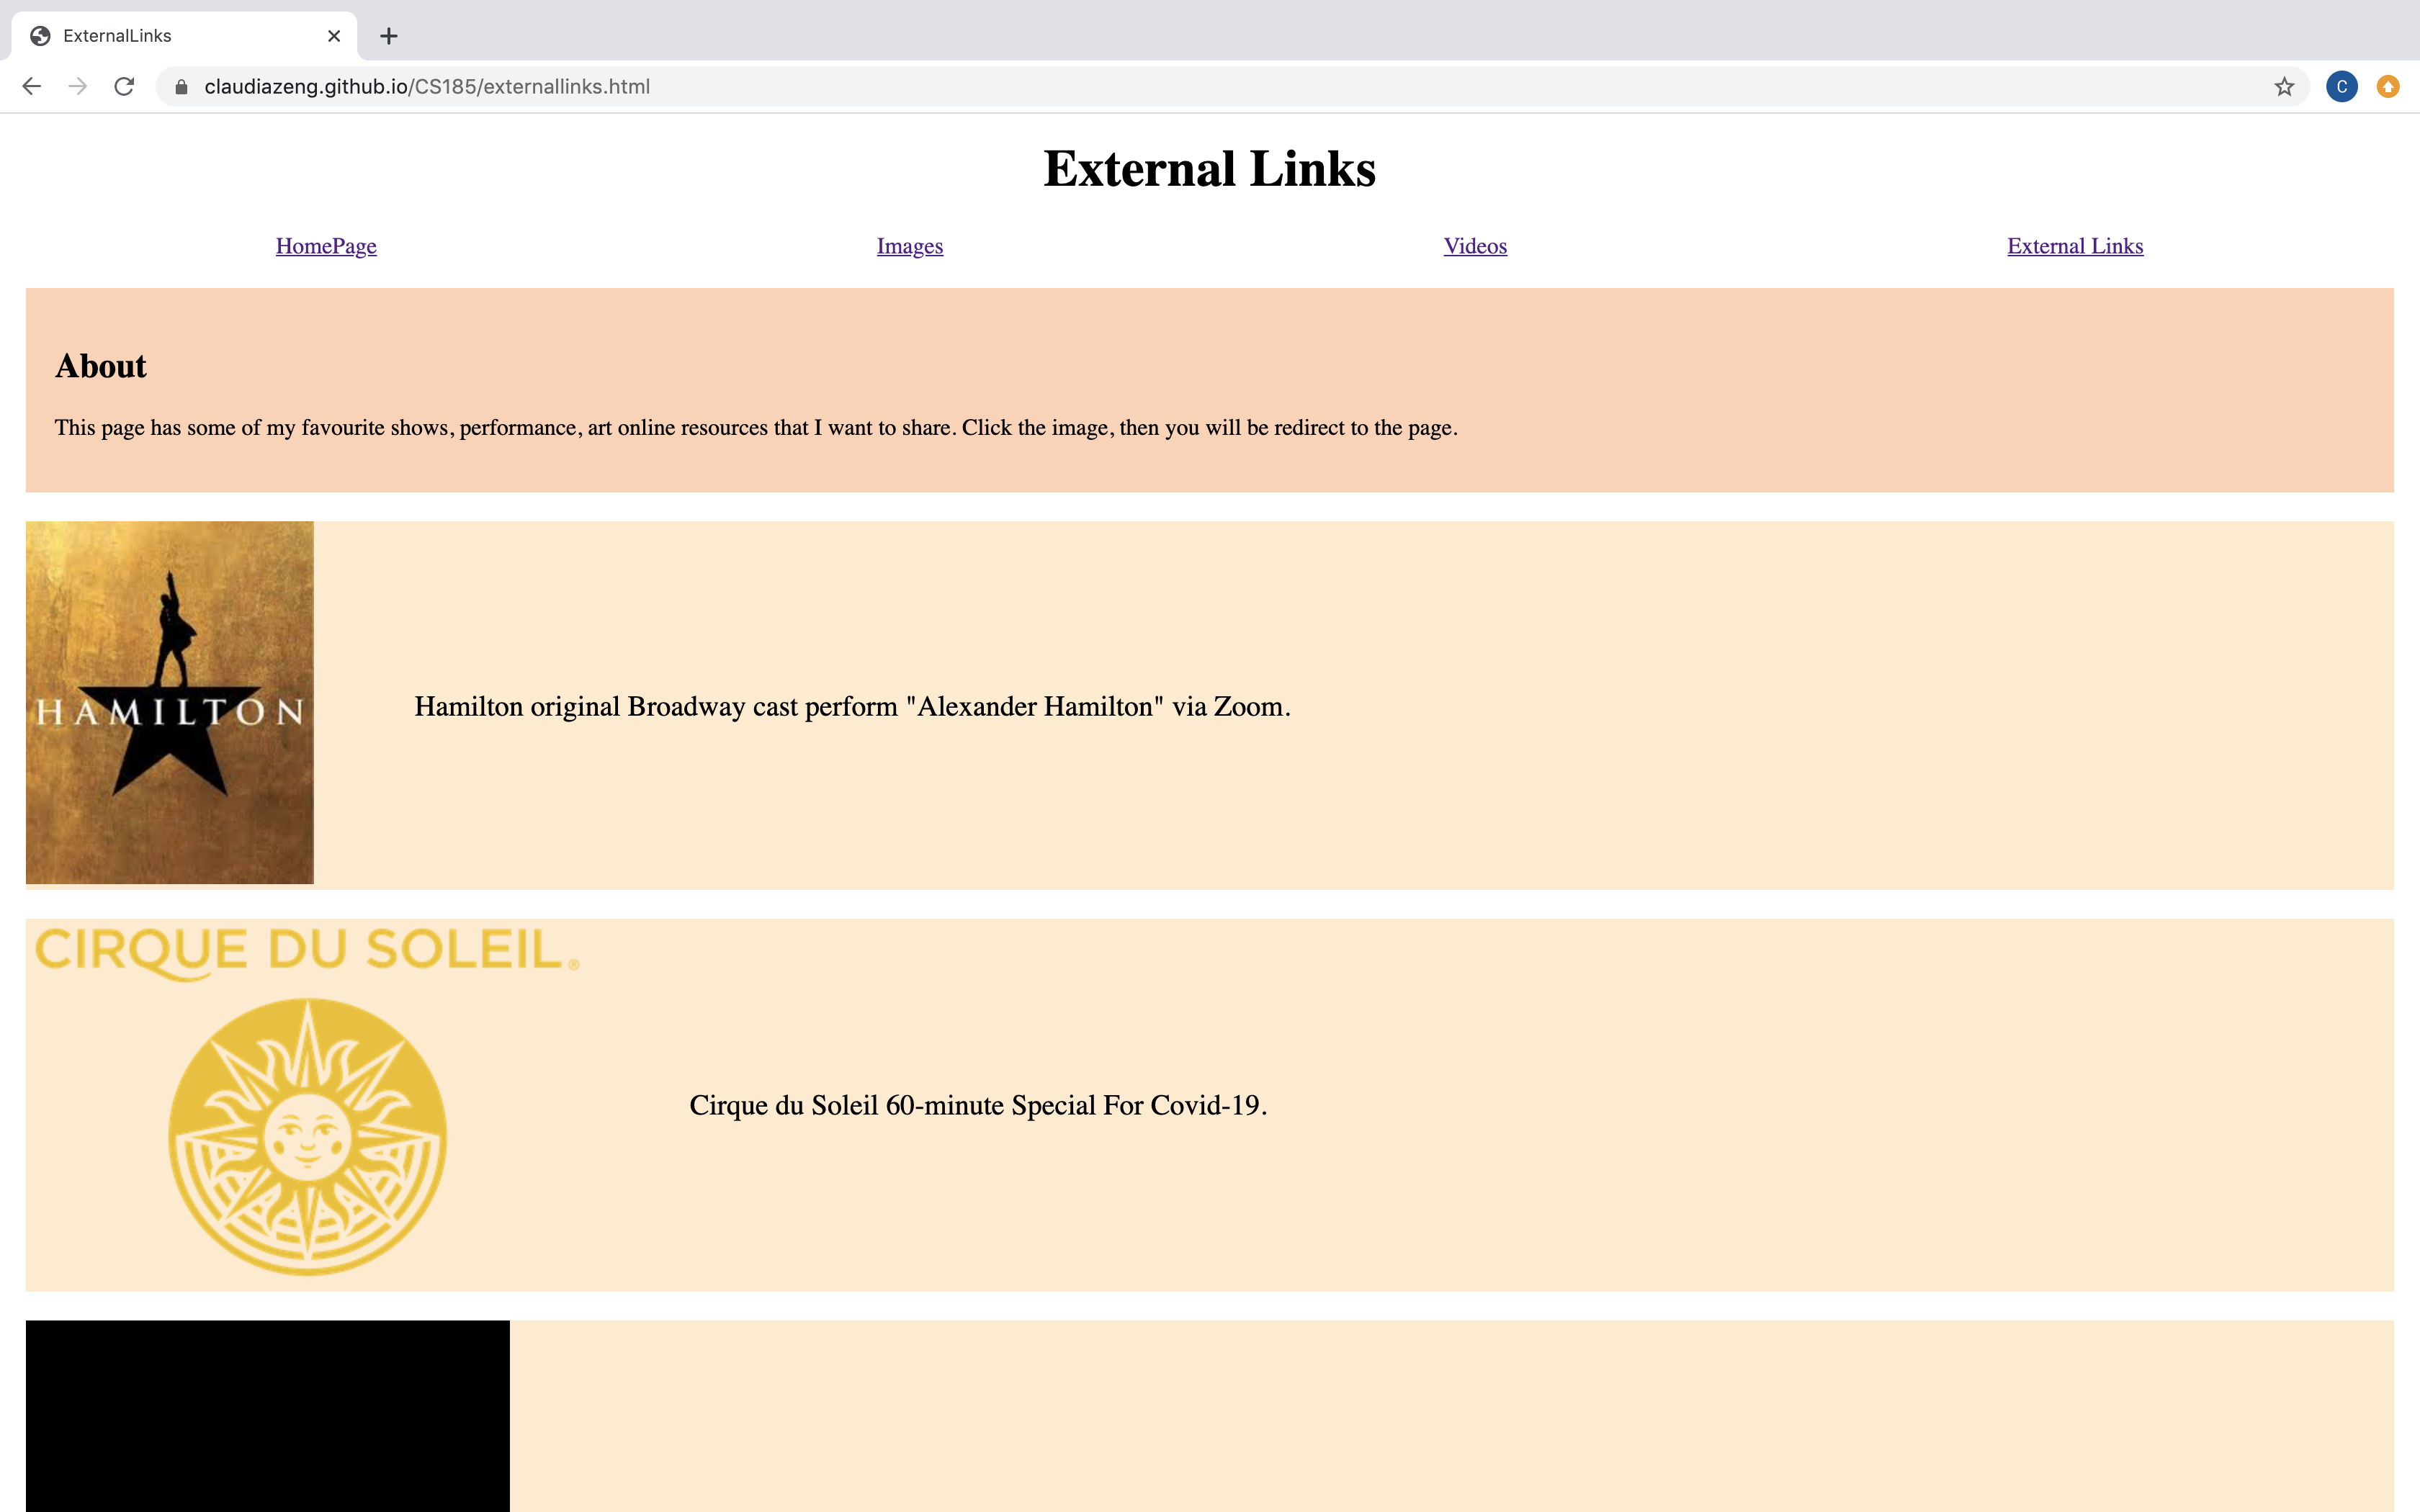 ExternalLinks
claudiazeng.github.io/CS185/externallinks.html
C
External Links
HomePage Images Videos External Links
About
This page has some of my favourite shows, performance, art online resources that I want to share. Click the image, then you will be redirect to the page.
HAMILTON
Hamilton original Broadway cast perform "Alexander Hamilton" via Zoom.
CIRQUE DU SOLEIL®
Cirque du Soleil 60-minute Special For Covid-19.